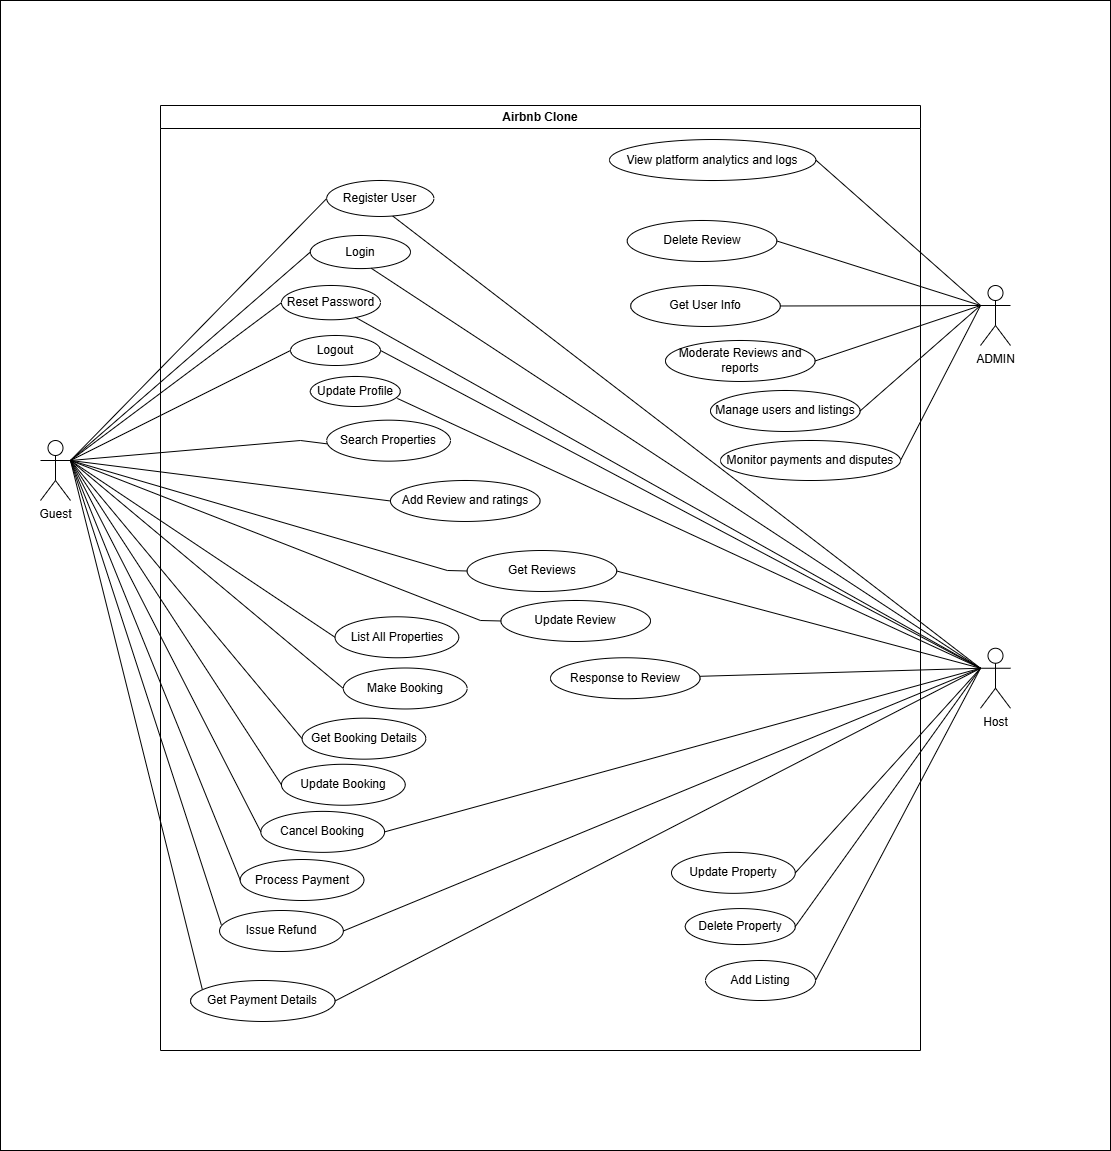 Airbnb Clone
View platform analytics and logs
Register User
Delete Review
Login
Reset Password
Get User Info
ADMIN
Logout
Moderate Reviews and
reports
Update Profile
Manage users and listings
Search Properties
Monitor payments and disputes
Guest
Add Review and ratings
Get Reviews
Update Review
List All Properties
Response to Review
Make Booking
Host
Get Booking Details
Update Booking
Cancel Booking
Update Property
Process Payment
Delete Property
Issue Refund
Add Listing
Get Payment Details